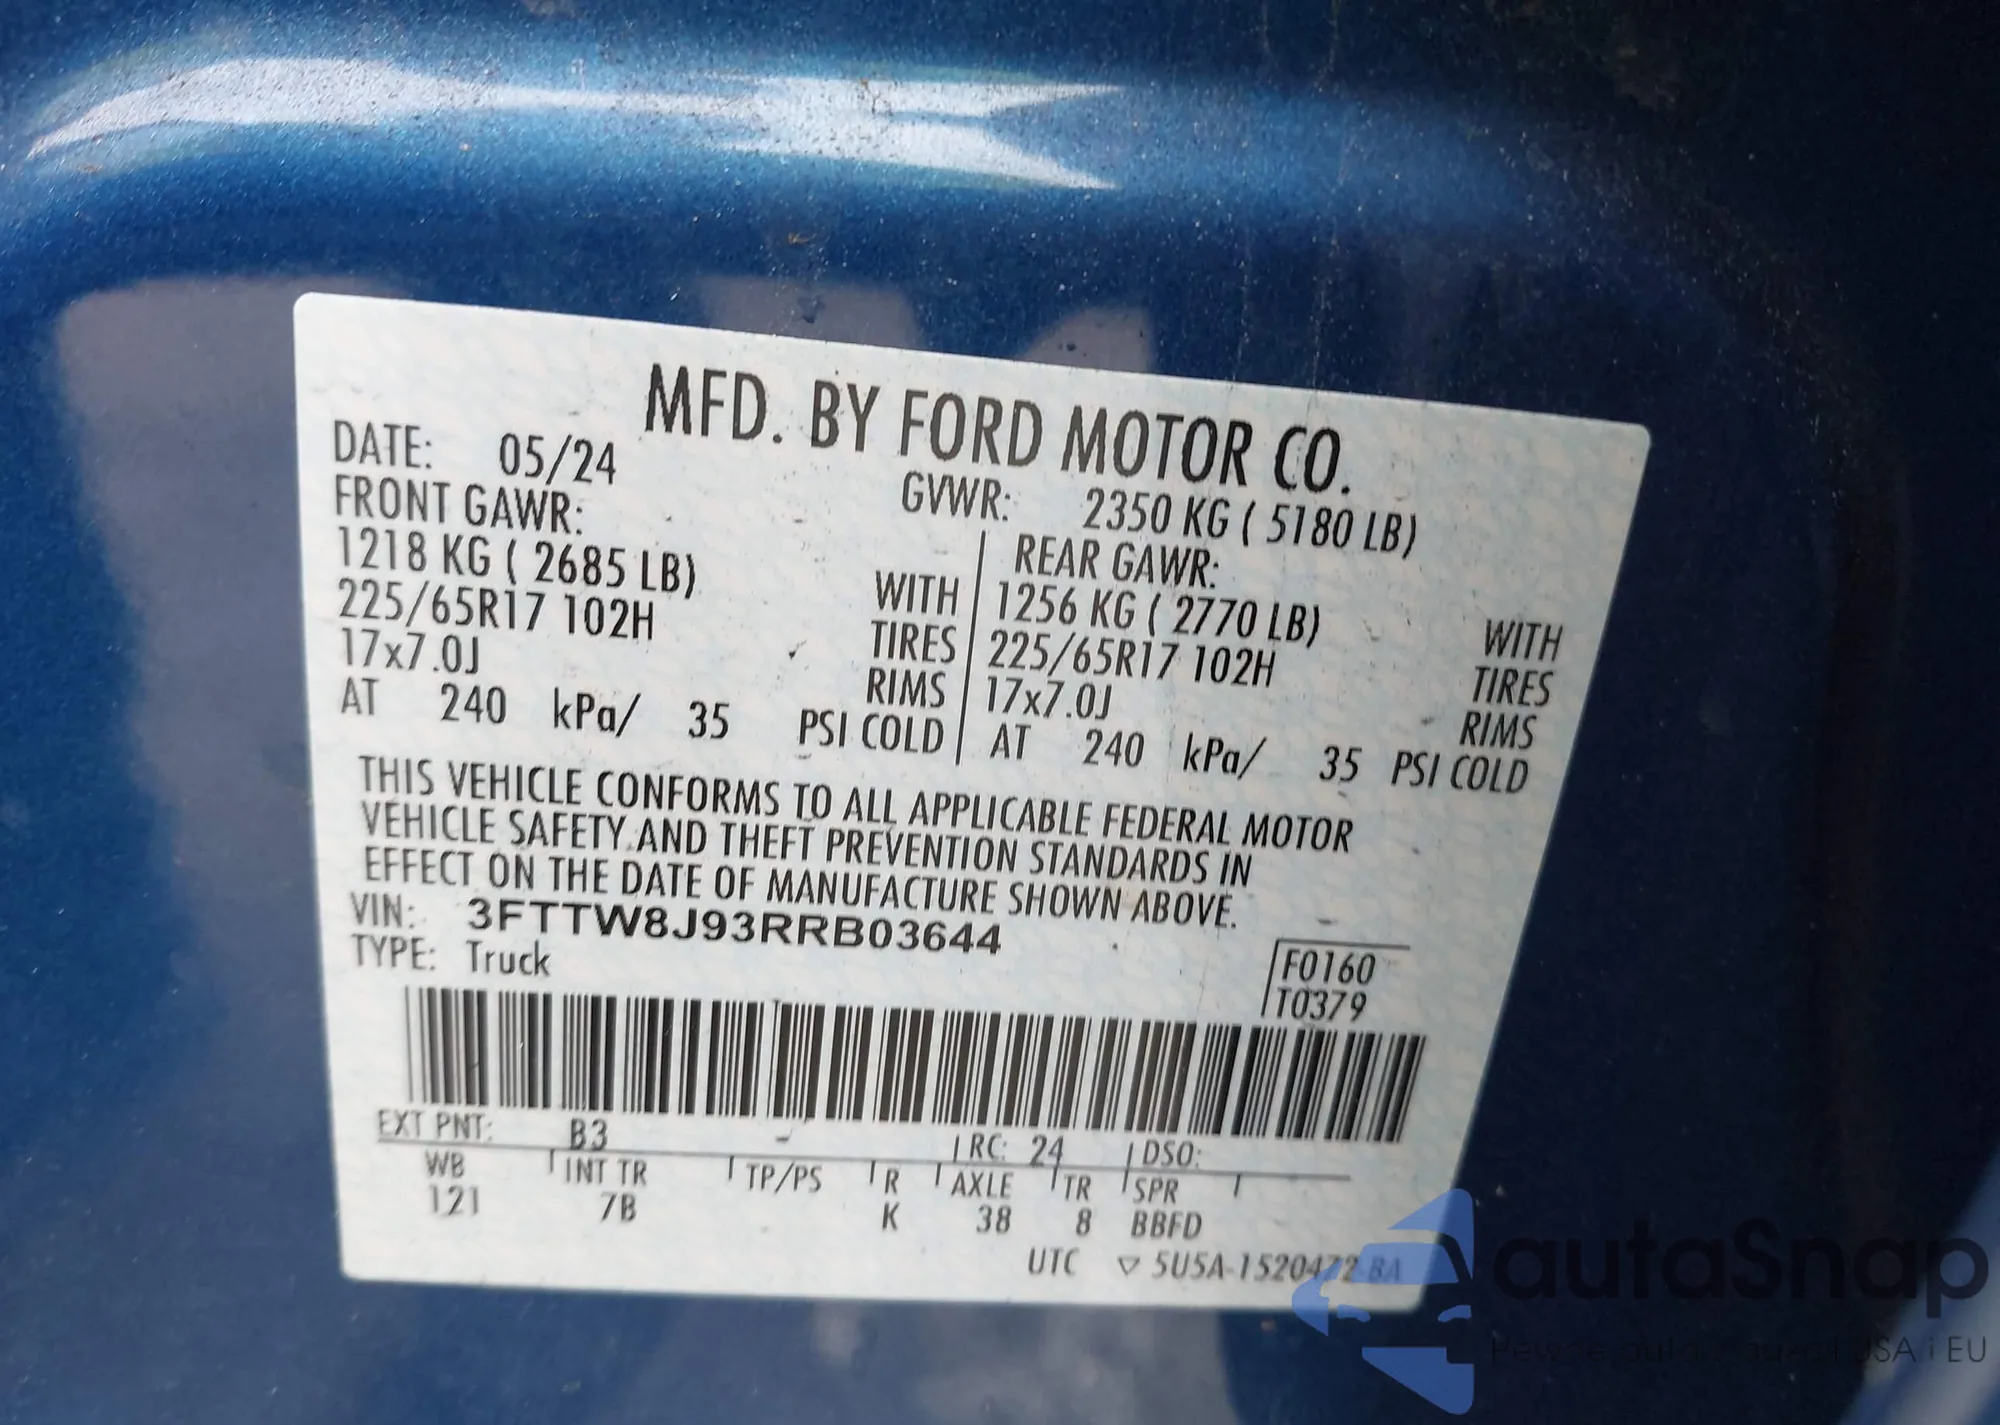 MFD. BY FORD MOTOR CO.
DATE: 05/24
GVWR: 2350 KG ( 5180 LB)
FRONT GAWR:
1218 KG ( 2685 LB) WITH
225/65R17 102H TIRES
17x7.0J RIMS
AT 240 kPa/ 35 PSI COLD
REAR GAWR:
1256 KG ( 2770 LB) WITH
225/65R17 102H TIRES
17x7.0J RIMS
AT 240 kPa/ 35 PSI COLD
THIS VEHICLE CONFORMS TO ALL APPLICABLE FEDERAL MOTOR
VEHICLE SAFETY AND THEFT PREVENTION STANDARDS IN
EFFECT ON THE DATE OF MANUFACTURE SHOWN ABOVE.
VIN: 3FTTW8J93RRB03644
TYPE: Truck
F0160
T0379
EXT PNT: B3 RC: 24 DSO:
WB INT TR TP/PS R AXLE TR SPR
121 7B K 38 8 BBFD
UTC ▽ 5U5A-1520472-BA
autaSnap
USA i EU